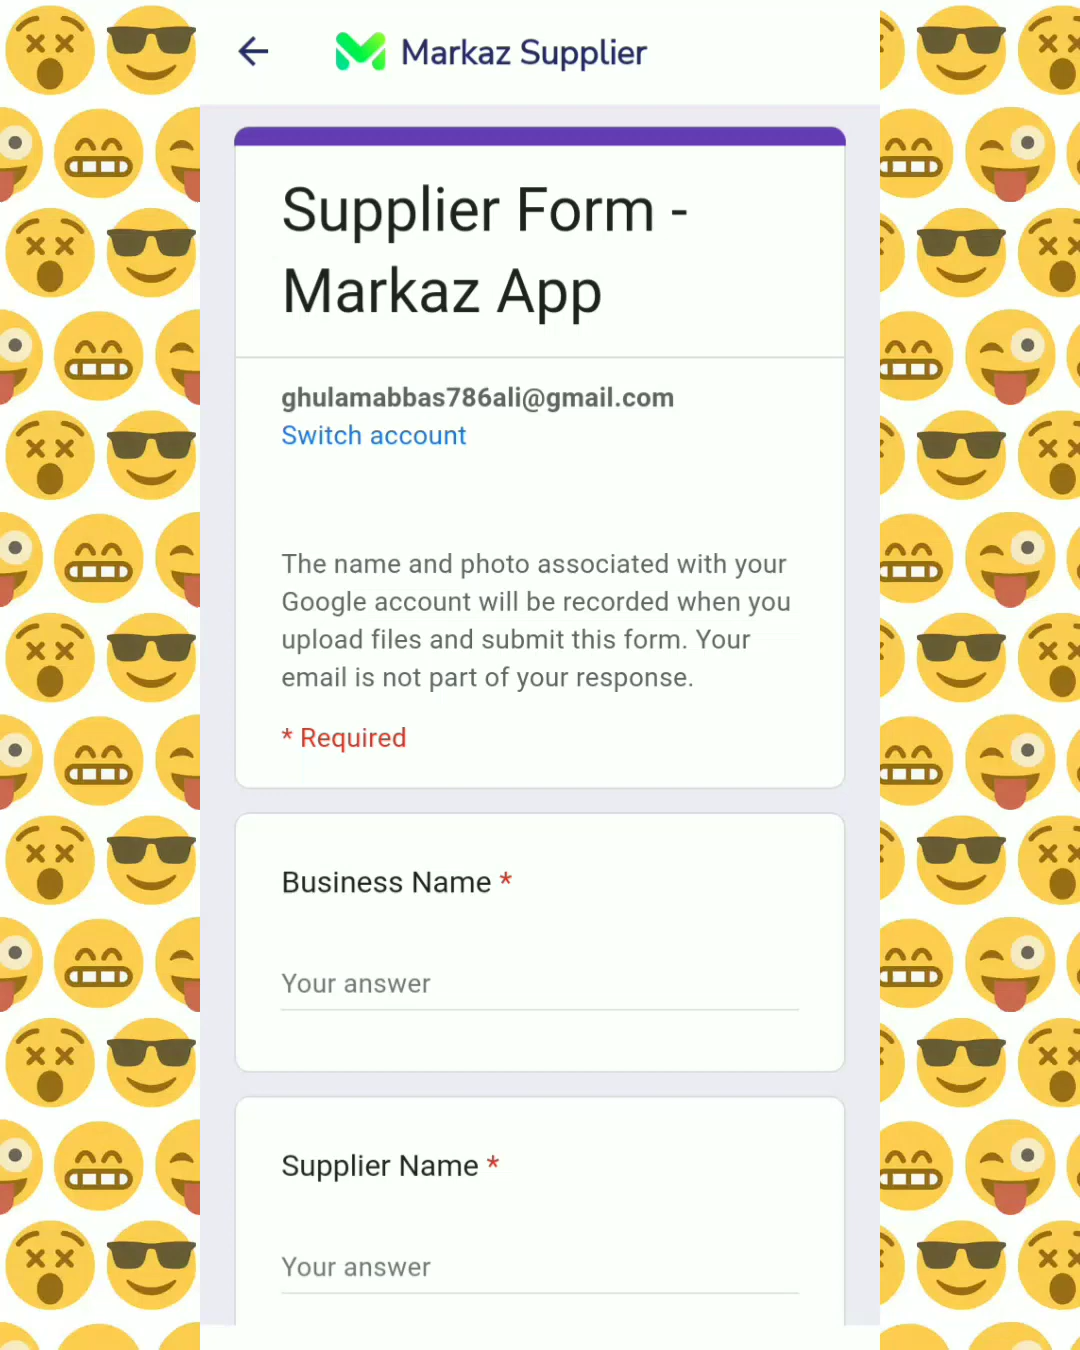 Markaz Supplier
Supplier Form -
Markaz App
ghulamabbas786ali@gmail.com
Switch account
The name and photo associated with your
Google account will be recorded when you
upload files and submit this form. Your
email is not part of your response.
* Required
Business Name *
Your answer
Supplier Name *
Your answer